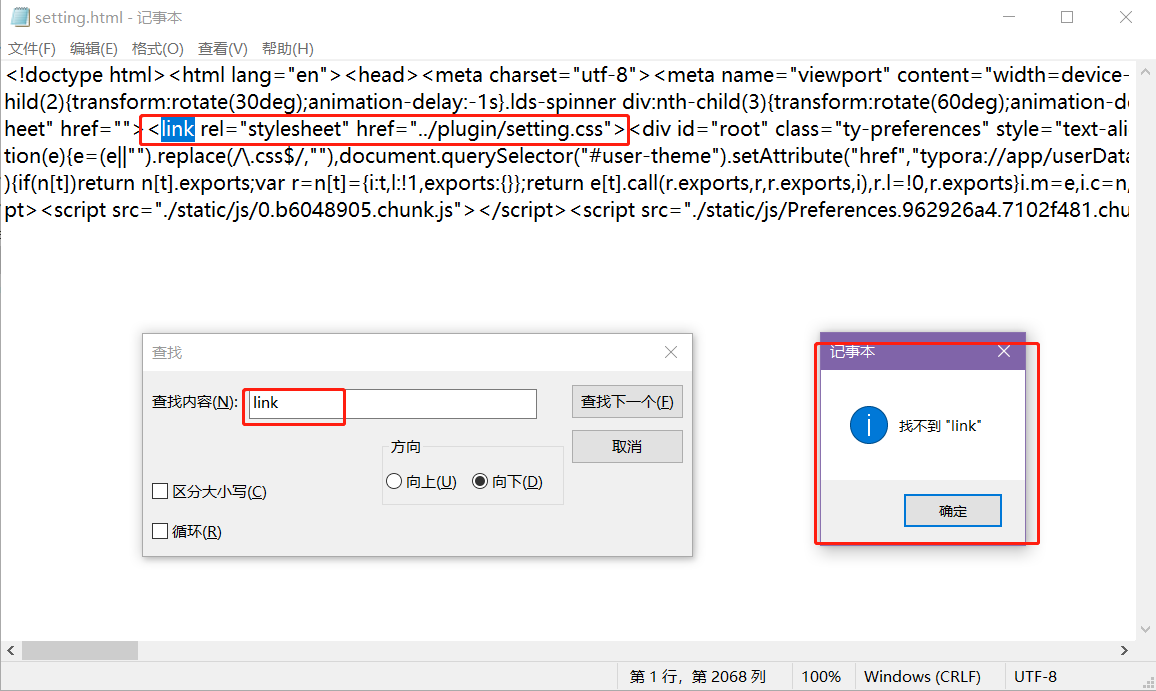 setting.html - 记事本
文件(F) 编辑(E) 格式(O) 查看(V) 帮助(H)
<!doctype html><html lang="en"><head><meta charset="utf-8"><meta name="viewport" content="width=device-
hild(2){transform:rotate(30deg);animation-delay:-1s}.lds-spinner div:nth-child(3){transform:rotate(60deg);animation-de
heet" href=""><link rel="stylesheet" href="../plugin/setting.css"><div id="root" class="ty-preferences" style="text-ali
tion(e){e=(e||"").replace(/\.css$/,""),document.querySelector("#user-theme").setAttribute("href","typora://app/userData
){if(n[t])return n[t].exports;var r=n[t]={i:t,l:!1,exports:{}};return e[t].call(r.exports,r,r.exports,i),r.l=!0,r.exports}i.m=e,i.c=n,
pt><script src="./static/js/0.b6048905.chunk.js"></script><script src="./static/js/Preferences.962926a4.7102f481.chu
查找
查找内容(N):
link
查找下一个(F)
方向
取消
向上(U)
向下(D)
区分大小写(C)
循环(R)
记事本
找不到 "link"
确定
第 1 行，第 2068 列
100%
Windows (CRLF)
UTF-8